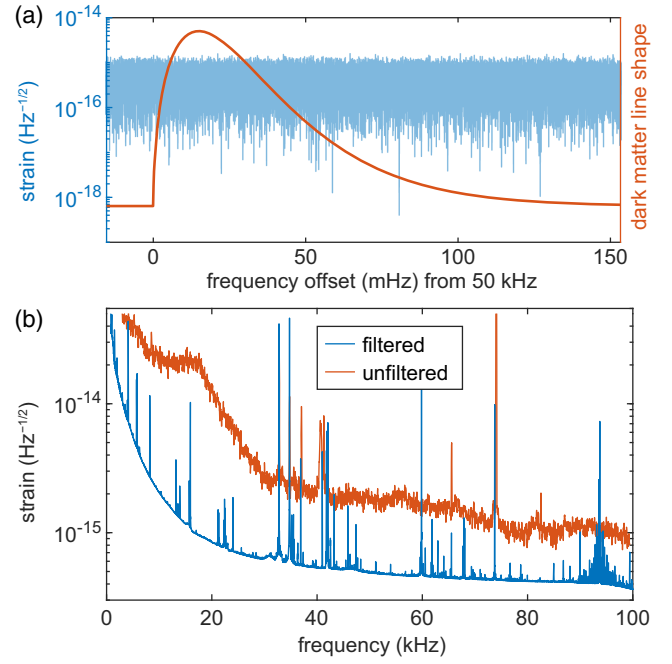 (a)
10⁻¹⁴
10⁻¹⁶
10⁻¹⁸
strain (Hz⁻¹/²)
dark matter line shape
0
50
100
150
frequency offset (mHz) from 50 kHz
(b)
filtered
unfiltered
10⁻¹⁴
10⁻¹⁵
strain (Hz⁻¹/²)
0
20
40
60
80
100
frequency (kHz)